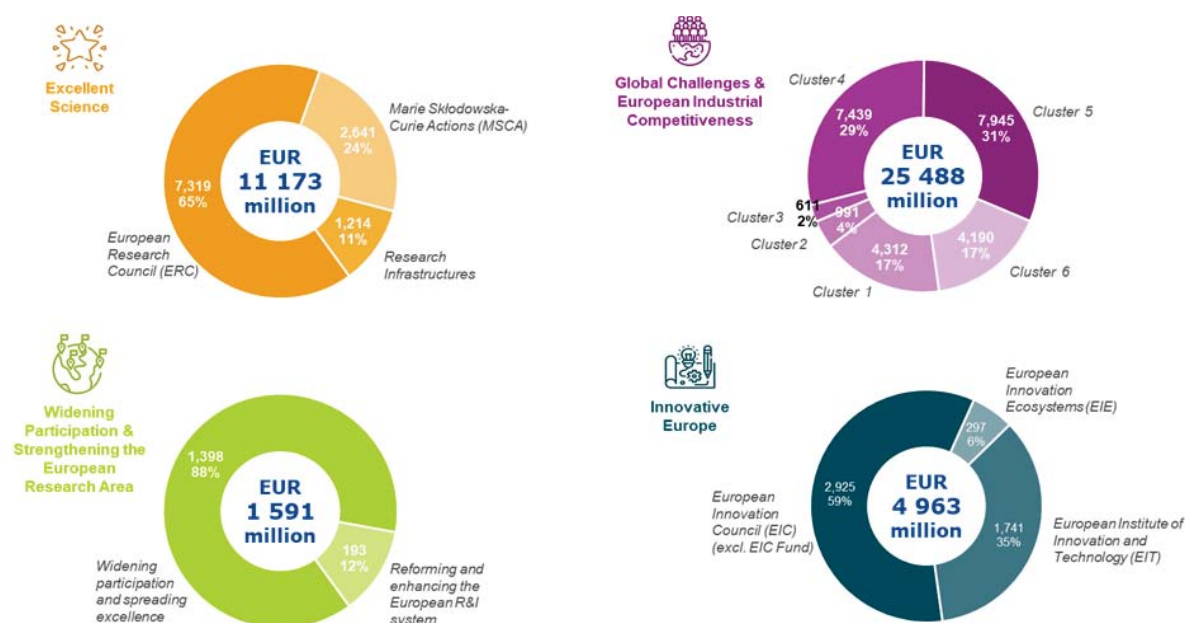 Excellent
Science
Marie Skłodowska-
Curie Actions (MSCA)
2,641
24%
EUR
11 173
million
7,319
65%
1,214
11%
European
Research
Council (ERC)
Research
Infrastructures
Global Challenges &
European Industrial
Competitiveness
Cluster 4
Cluster 5
7,439
29%
7,945
31%
EUR
25 488
million
611
2%
Cluster 3
991
4%
Cluster 2
4,312
17%
4,190
17%
Cluster 1
Cluster 6
Widening
Participation &
Strengthening the
European
Research Area
1,398
88%
EUR
1 591
million
193
12%
Widening
participation
and spreading
excellence
Reforming and
enhancing the
European R&I
system
Innovative
Europe
European
Innovation
Ecosystems (EIE)
297
6%
2,925
59%
EUR
4 963
million
European
Innovation
Council (EIC)
(excl. EIC Fund)
1,741
35%
European Institute of
Innovation and
Technology (EIT)